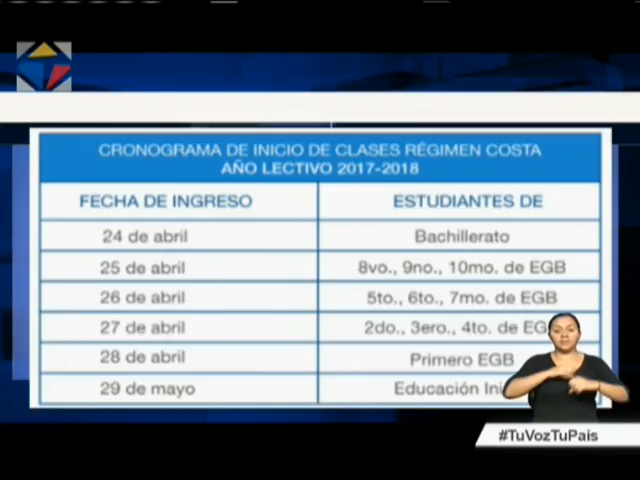 CRONOGRAMA DE INICIO DE CLASES RÉGIMEN COSTA
AÑO LECTIVO 2017-2018
FECHA DE INGRESO ESTUDIANTES DE
24 de abril Bachillerato
25 de abril 8vo., 9no., 10mo. de EGB
26 de abril 5to., 6to., 7mo. de EGB
27 de abril 2do., 3ero., 4to. de
28 de abril Primero EGB
29 de mayo Educación
#TuVozTuPaís